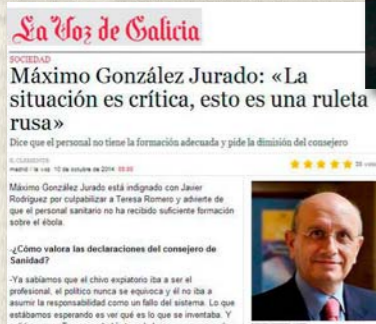 La Voz de Galicia
SOCIEDAD
Máximo González Jurado: «La
situación es crítica, esto es una ruleta
rusa»
Dice que el personal no tiene la formación adecuada y pide la dimisión del consejero
madrid / la voz 10 de octubre de 2014
Máximo González Jurado está indignado con Javier
Rodríguez por culpabilizar a Teresa Romero y advierte de
que el personal sanitario no ha recibido suficiente formación
sobre el ébola.
-¿Cómo valora las declaraciones del consejero de
Sanidad?
-Ya sabíamos que el chivo expiatorio iba a ser el
profesional, el político nunca se equivoca y él no iba a
asumir la responsabilidad como un fallo del sistema. Lo que
estábamos esperando es ver qué es lo que se inventaba. Y